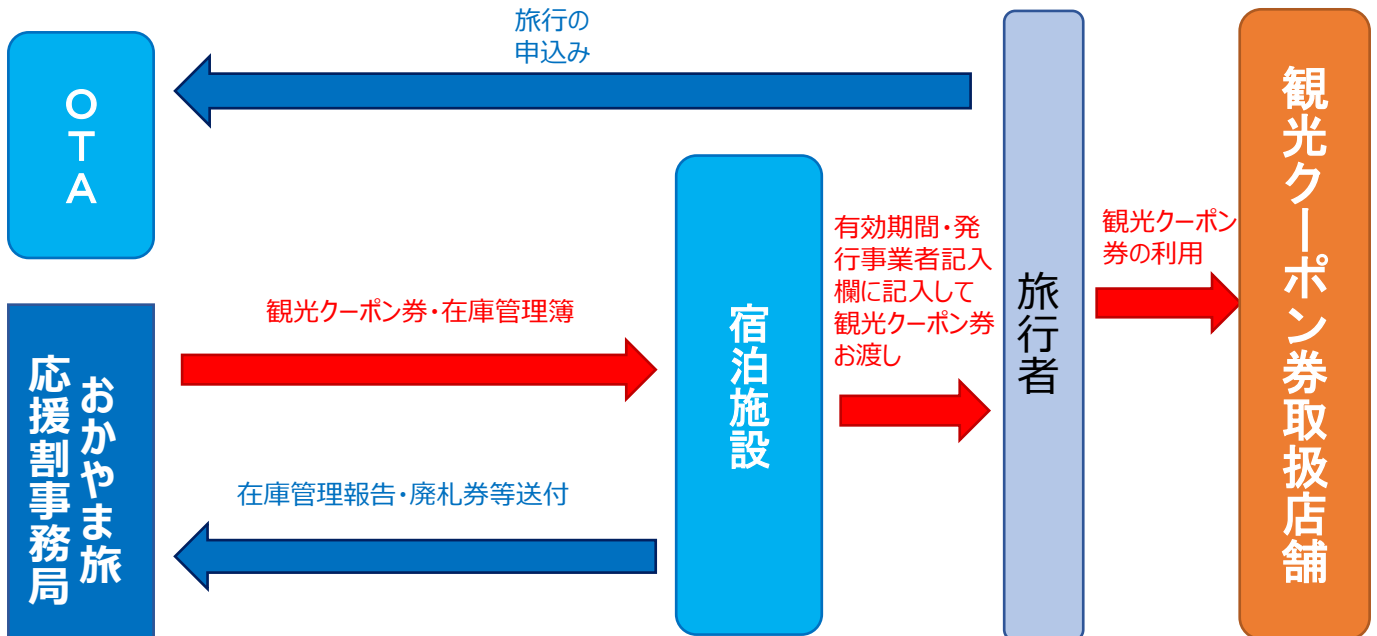 旅行の
申込み
OTA
観光クーポン券・在庫管理簿
おかやま旅
応援割事務局
在庫管理報告・廃札券等送付
宿泊施設
有効期間・発
行事業者記入
欄に記入して
観光クーポン券
お渡し
旅行者
観光クーポン
券の利用
観光クーポン券取扱店舗